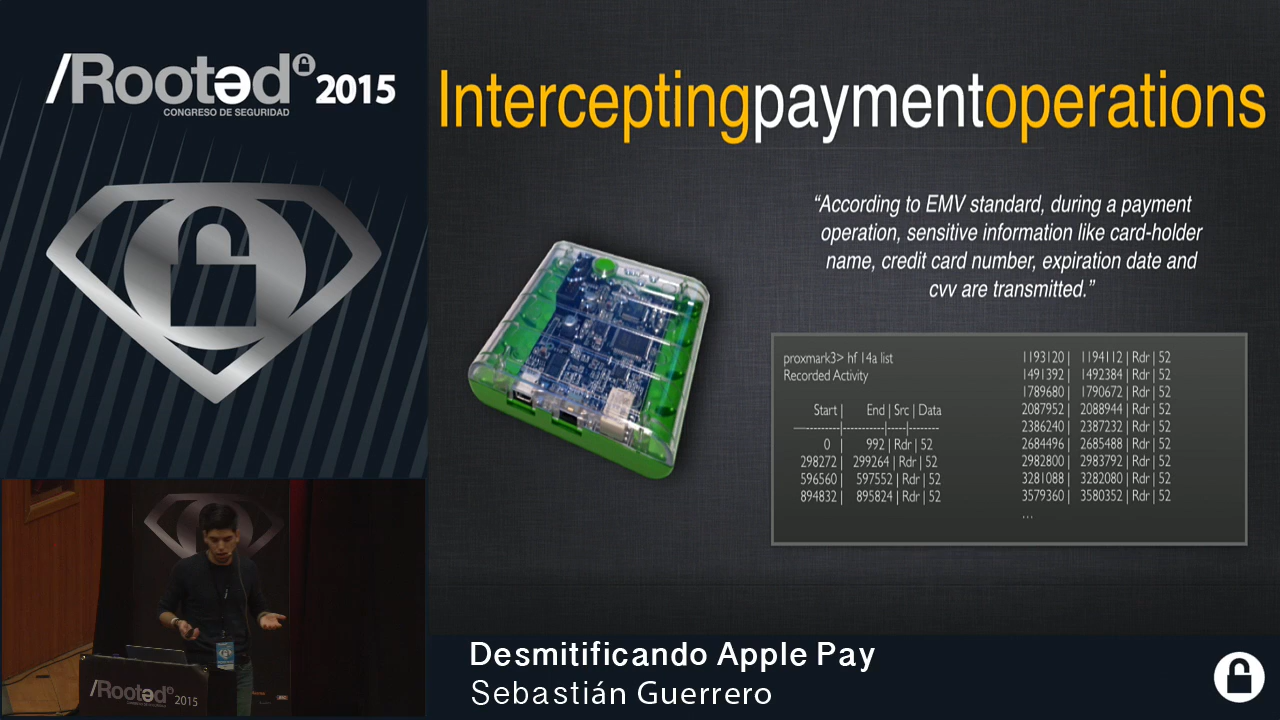 /Rootəd 2015
CONGRESO DE SEGURIDAD
Interceptingpaymentoperations
“According to EMV standard, during a payment
operation, sensitive information like card-holder
name, credit card number, expiration date and
cvv are transmitted.”
proxmark3> hf 14a list
Recorded Activity
Start | End | Src | Data
----------|----------|-----|--------
0 | 992 | Rdr | 52
298272 | 299264 | Rdr | 52
596560 | 597552 | Rdr | 52
894832 | 895824 | Rdr | 52
1193120 | 1194112 | Rdr | 52
1491392 | 1492384 | Rdr | 52
1789680 | 1790672 | Rdr | 52
2087952 | 2088944 | Rdr | 52
2386240 | 2387232 | Rdr | 52
2684496 | 2685488 | Rdr | 52
2982800 | 2983792 | Rdr | 52
3281088 | 3282080 | Rdr | 52
3579360 | 3580352 | Rdr | 52
...
/Rootəd 2015
Desmitificando Apple Pay
Sebastián Guerrero